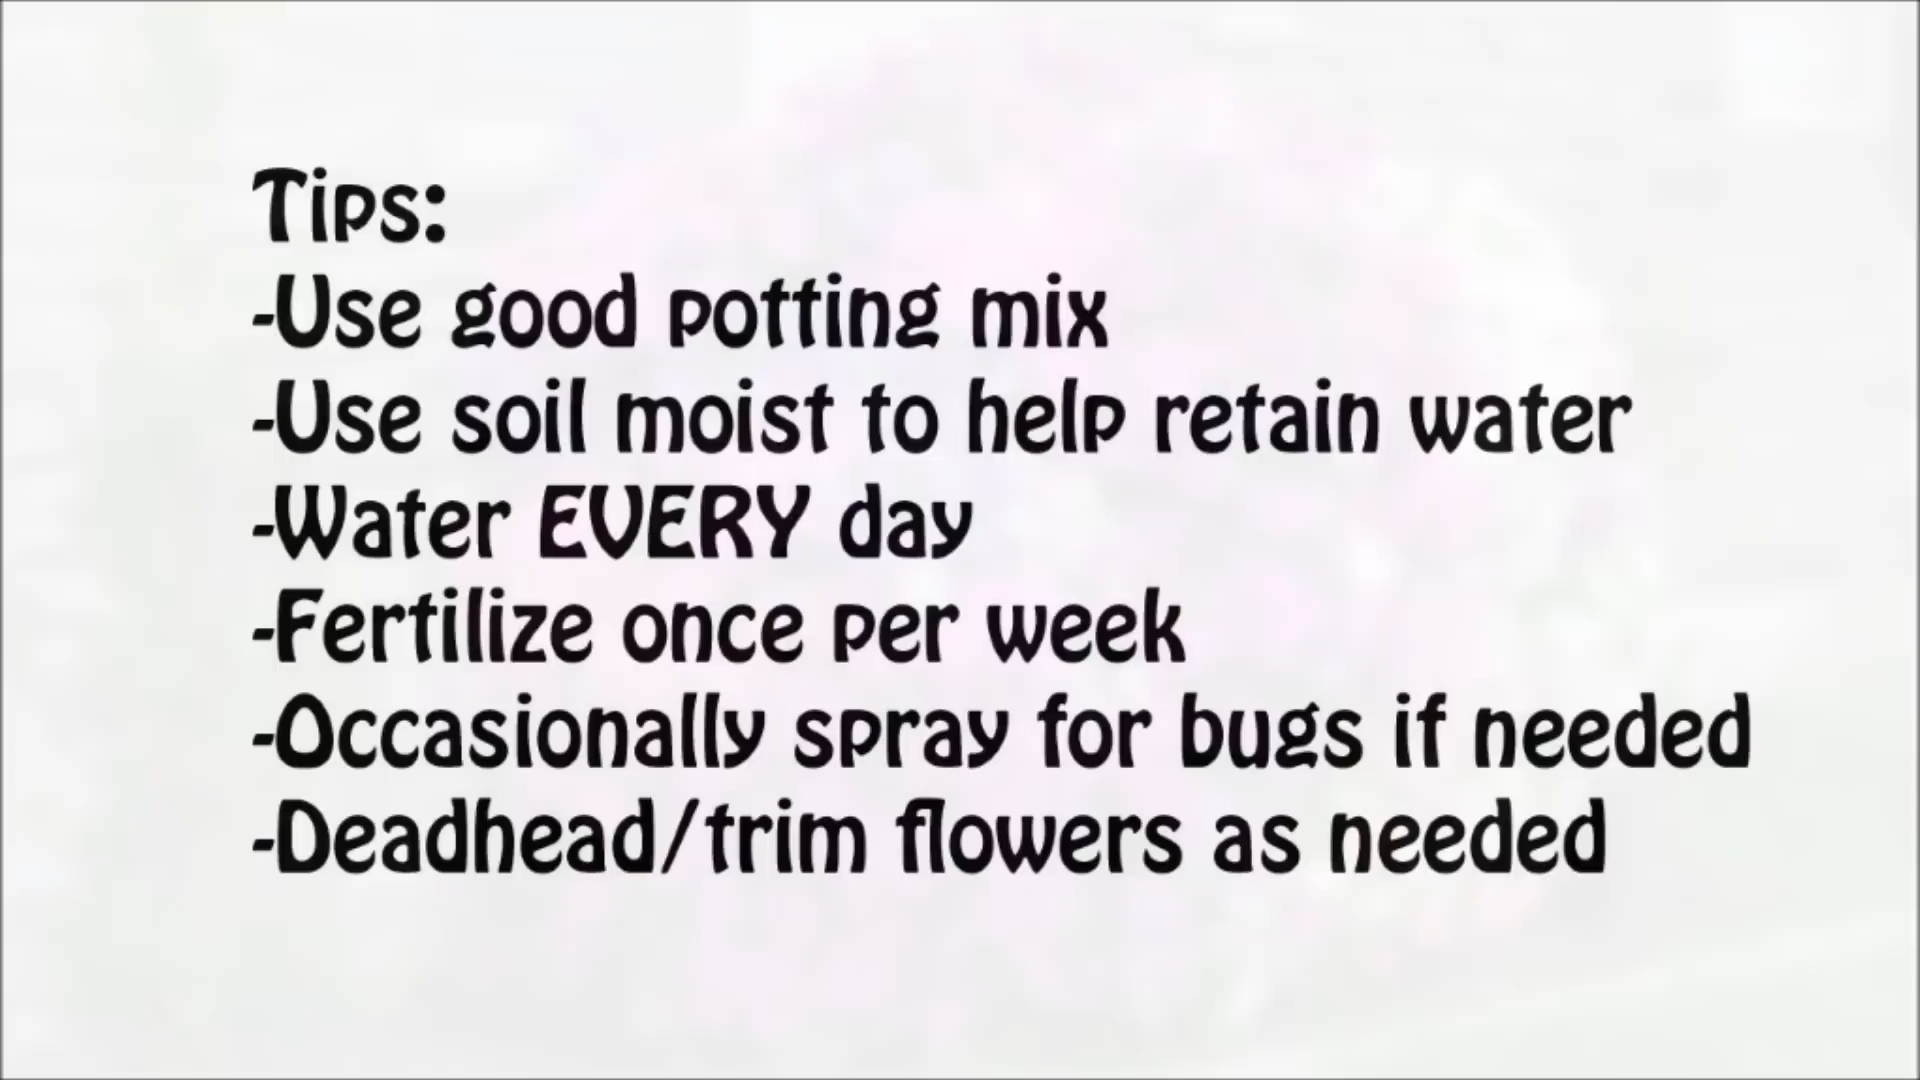 Tips:
-Use good potting mix
-Use soil moist to help retain water
-Water EVERY day
-Fertilize once per week
-Occasionally spray for bugs if needed
-Deadhead/trim flowers as needed